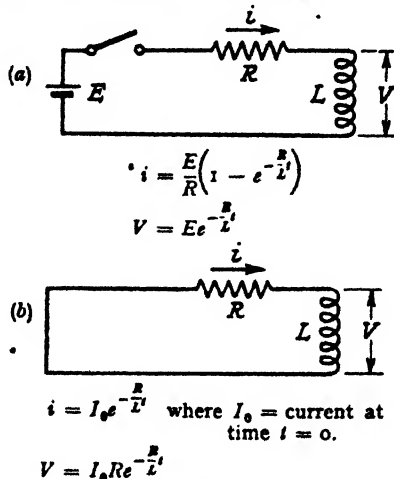 i
(a)
E
R
L
V
i = E/R(1 − e^{−R/L t})
V = Ee^{−R/L t}
i
(b)
R
L
V
i = I₀e^{−R/L t} where I₀ = current at
time t = 0.
V = I₀Re^{−R/L t}